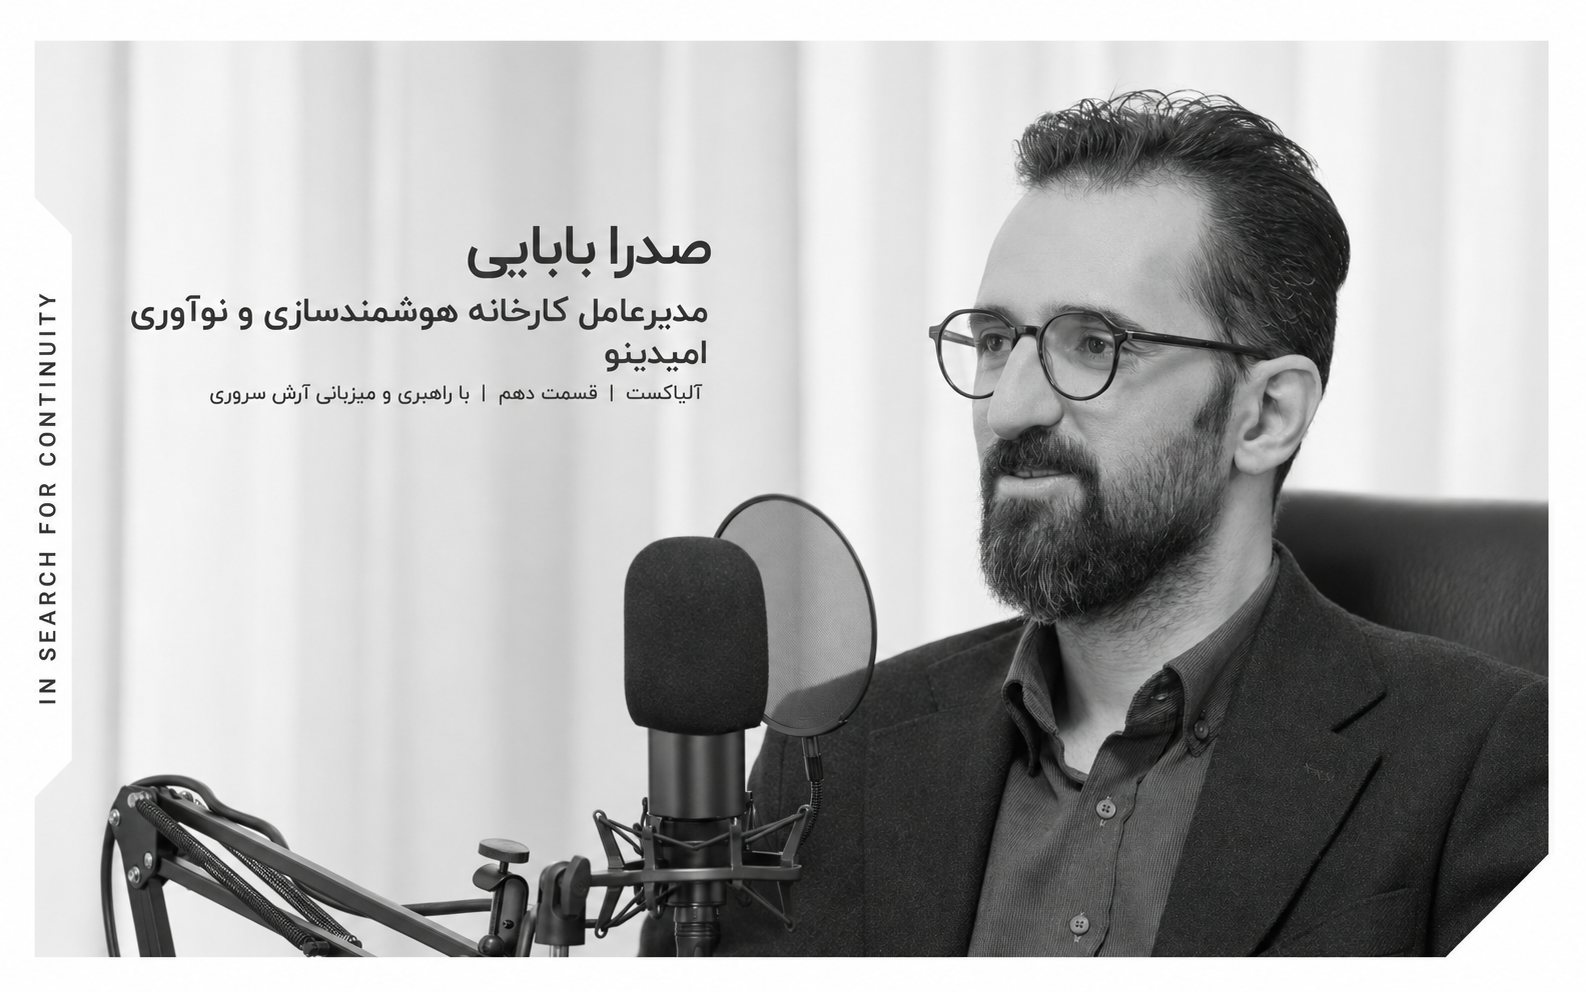 صدرا بابایی
مدیرعامل کارخانه هوشمندسازی و نوآوری
امیدینو
آلیاکست | قسمت دهم | با راهبری و میزبانی آرش سروری
IN SEARCH FOR CONTINUITY